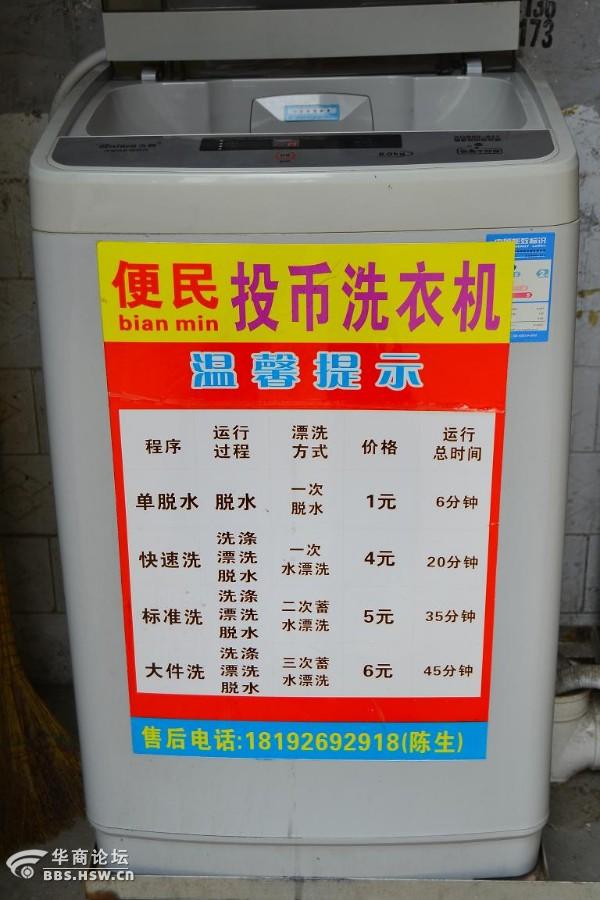 136
173
8.0kg
便民 投币洗衣机
bian min
温馨提示
程序 运行过程 漂洗方式 价格 运行总时间
单脱水 脱水 一次脱水 1元 6分钟
快速洗 洗涤漂洗脱水 一次水漂洗 4元 20分钟
标准洗 洗涤漂洗脱水 二次蓄水漂洗 5元 35分钟
大件洗 洗涤漂洗脱水 三次蓄水漂洗 6元 45分钟
售后电话:18192692918(陈生)
华商论坛
BBS.HSW.CN